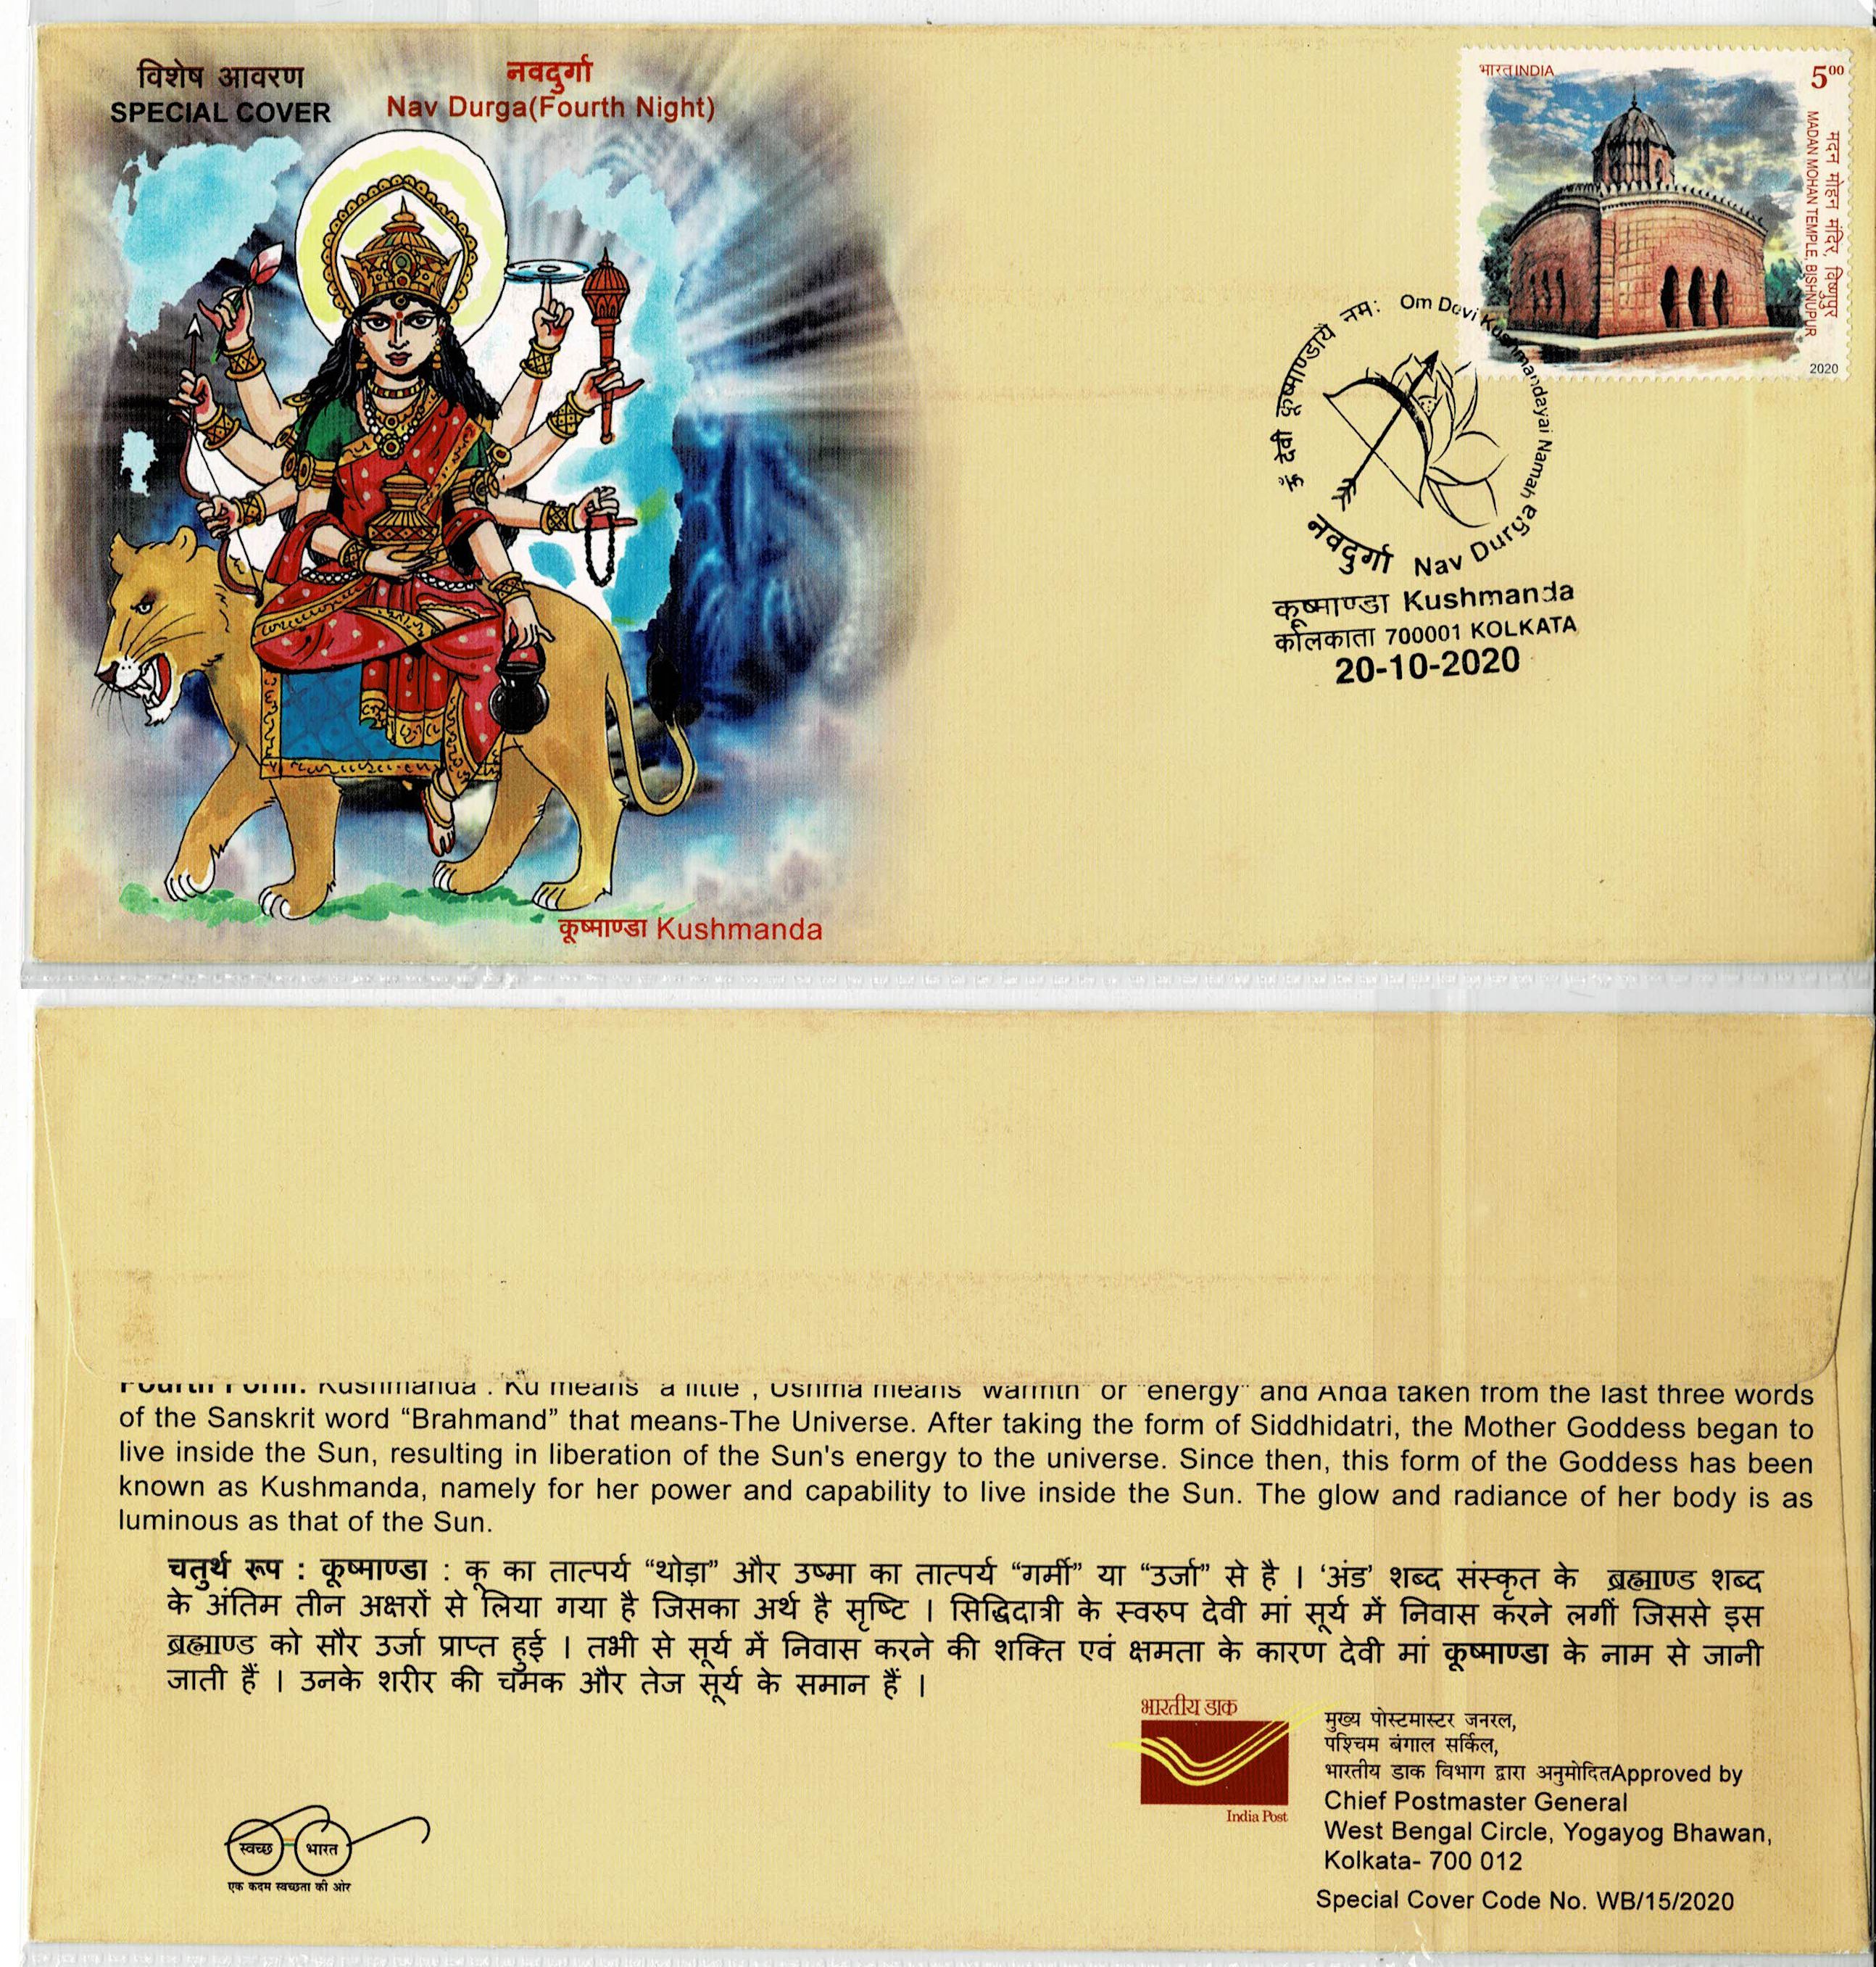 विशेष आवरण
SPECIAL COVER
नवदुर्गा
Nav Durga(Fourth Night)
कूष्माण्डा Kushmanda
भारत INDIA
500
मदन मोहन मंदिर, विष्णुपुर
MADAN MOHAN TEMPLE, BISHNUPUR
2020
ॐ देवी कूष्माण्डायै नम: Om Devi Kushmandayai Namah
नवदुर्गा Nav Durga
कूष्माण्डा Kushmanda
कोलकाता 700001 KOLKATA
20-10-2020
Fourth Form: Kushmanda : Ku means "a little", Ushma means "warmth" or "energy" and Anda taken from the last three words
of the Sanskrit word “Brahmand” that means-The Universe. After taking the form of Siddhidatri, the Mother Goddess began to
live inside the Sun, resulting in liberation of the Sun's energy to the universe. Since then, this form of the Goddess has been
known as Kushmanda, namely for her power and capability to live inside the Sun. The glow and radiance of her body is as
luminous as that of the Sun.
चतुर्थ रूप : कूष्माण्डा : कू का तात्पर्य “थोड़ा” और उष्मा का तात्पर्य “गर्मी” या “उर्जा” से है । ‘अंड’ शब्द संस्कृत के ब्रह्माण्ड शब्द
के अंतिम तीन अक्षरों से लिया गया है जिसका अर्थ है सृष्टि । सिद्धिदात्री के स्वरुप देवी मां सूर्य में निवास करने लगीं जिससे इस
ब्रह्माण्ड को सौर उर्जा प्राप्त हुई । तभी से सूर्य में निवास करने की शक्ति एवं क्षमता के कारण देवी मां कूष्माण्डा के नाम से जानी
जाती हैं । उनके शरीर की चमक और तेज सूर्य के समान हैं ।
भारतीय डाक
India Post
मुख्य पोस्टमास्टर जनरल,
पश्चिम बंगाल सर्किल,
भारतीय डाक विभाग द्वारा अनुमोदितApproved by
Chief Postmaster General
West Bengal Circle, Yogayog Bhawan,
Kolkata- 700 012
Special Cover Code No. WB/15/2020
स्वच्छ भारत
एक कदम स्वच्छता की ओर